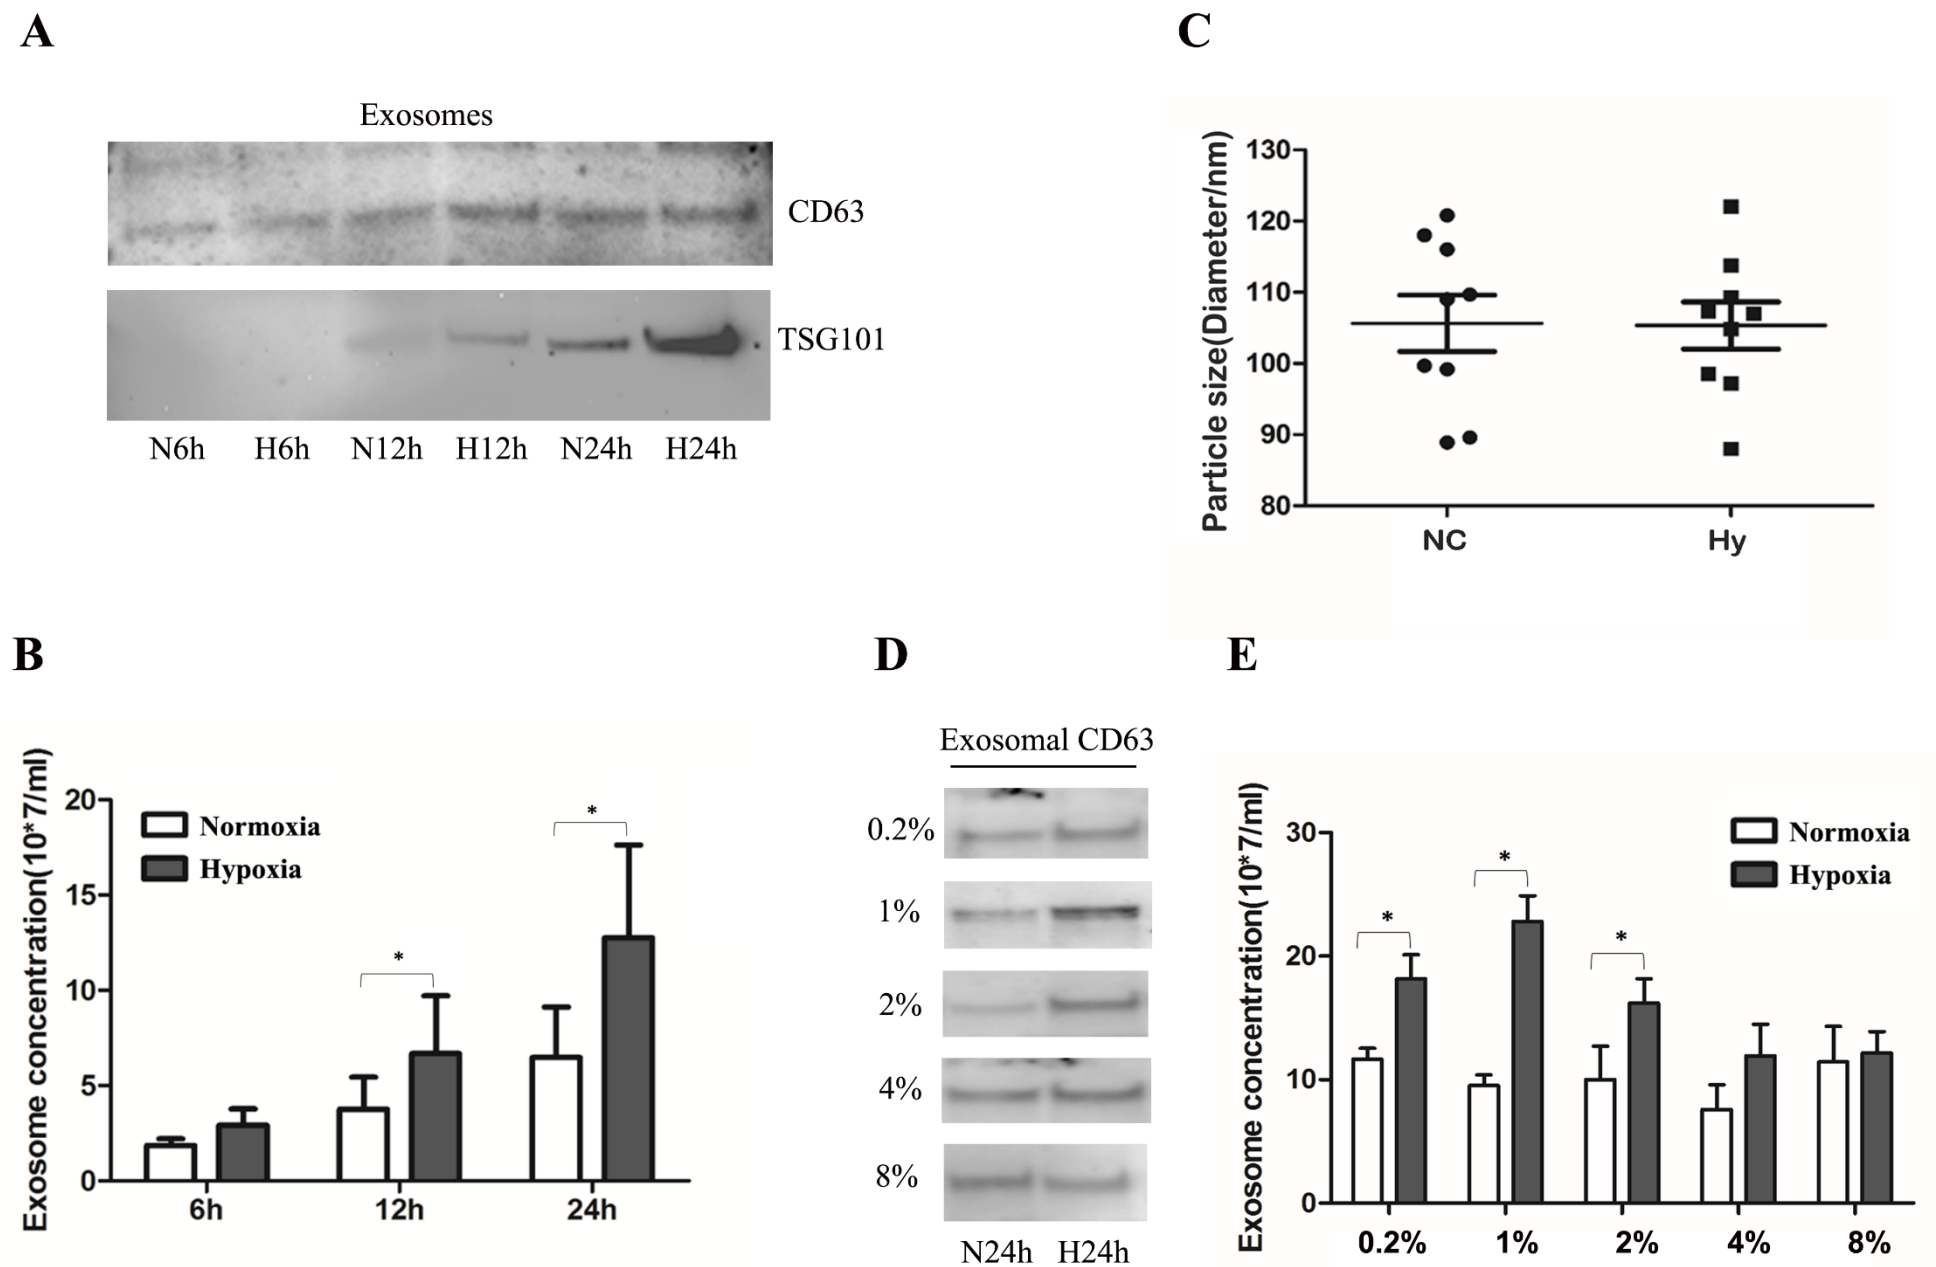 A
Exosomes
CD63
TSG101
N6h H6h N12h H12h N24h H24h
C
Particle size(Diameter/nm)
130
120
110
100
90
80
NC Hy
B
Exosome concentration(10*7/ml)
20
15
10
5
0
Normoxia
Hypoxia
*
*
6h 12h 24h
D
Exosomal CD63
0.2%
1%
2%
4%
8%
N24h H24h
E
Exosome concentration(10*7/ml)
30
20
10
0
Normoxia
Hypoxia
*
*
*
0.2% 1% 2% 4% 8%